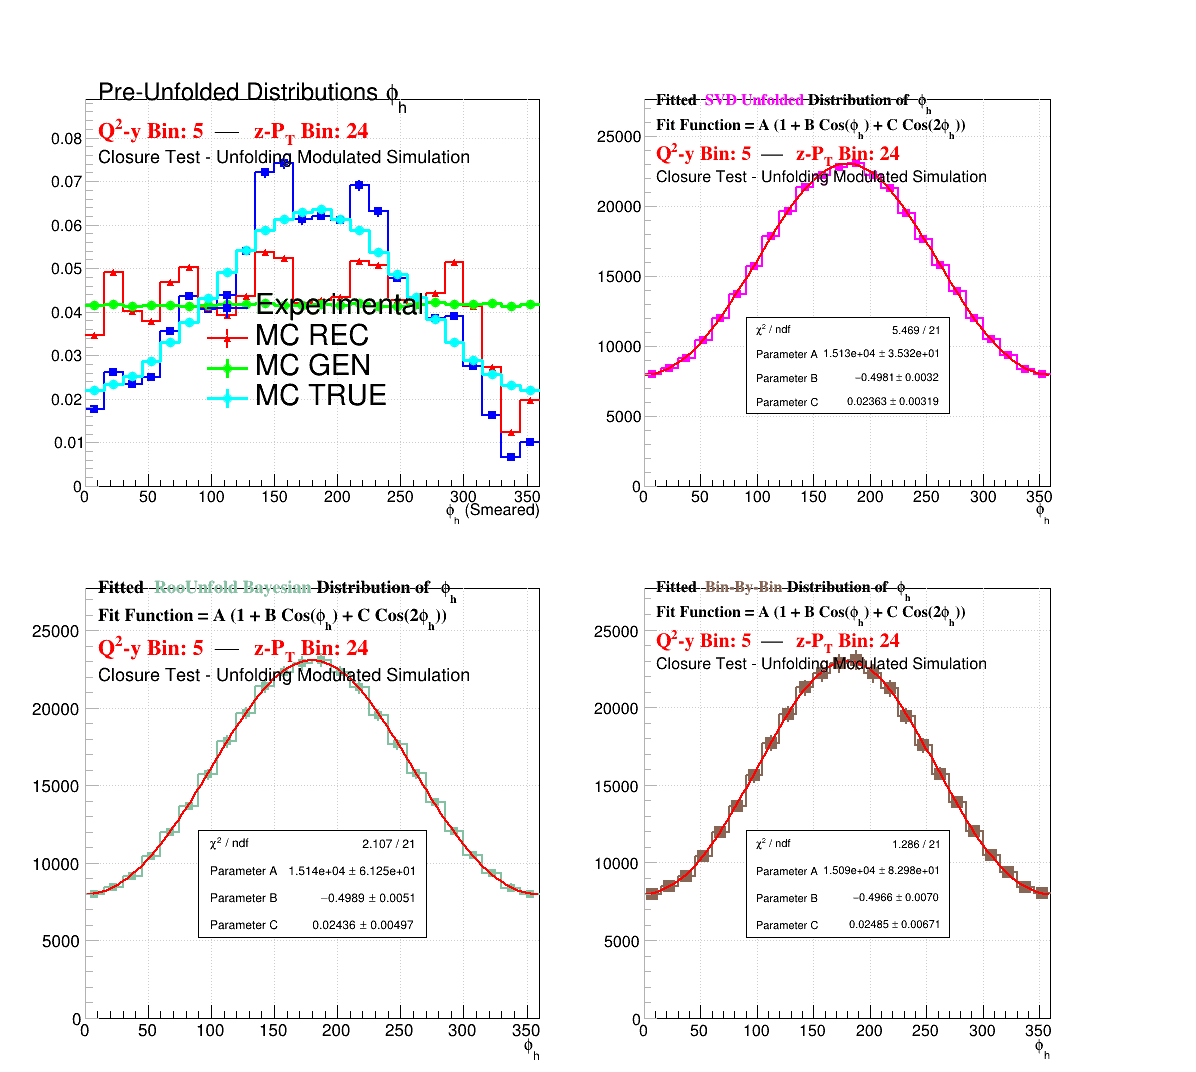 Pre-Unfolded Distributions ϕh
Q²-y Bin: 5 — z-PT Bin: 24
Closure Test - Unfolding Modulated Simulation
0.08
0.07
0.06
0.05
0.04
0.03
0.02
0.01
0
Experimental
MC REC
MC GEN
MC TRUE
0 50 100 150 200 250 300 350
ϕh (Smeared)
Fitted SVD Unfolded Distribution of ϕh
Fit Function = A (1 + B Cos(ϕh) + C Cos(2ϕh))
Q²-y Bin: 5 — z-PT Bin: 24
Closure Test - Unfolding Modulated Simulation
25000
20000
15000
10000
5000
0
χ² / ndf 5.469 / 21
Parameter A 1.513e+04 ± 3.532e+01
Parameter B −0.4981 ± 0.0032
Parameter C 0.02363 ± 0.00319
0 50 100 150 200 250 300 350
ϕh
Fitted RooUnfold Bayesian Distribution of ϕh
Fit Function = A (1 + B Cos(ϕh) + C Cos(2ϕh))
Q²-y Bin: 5 — z-PT Bin: 24
Closure Test - Unfolding Modulated Simulation
25000
20000
15000
10000
5000
0
χ² / ndf 2.107 / 21
Parameter A 1.514e+04 ± 6.125e+01
Parameter B −0.4989 ± 0.0051
Parameter C 0.02436 ± 0.00497
0 50 100 150 200 250 300 350
ϕh
Fitted Bin-By-Bin Distribution of ϕh
Fit Function = A (1 + B Cos(ϕh) + C Cos(2ϕh))
Q²-y Bin: 5 — z-PT Bin: 24
Closure Test - Unfolding Modulated Simulation
25000
20000
15000
10000
5000
0
χ² / ndf 1.286 / 21
Parameter A 1.509e+04 ± 8.298e+01
Parameter B −0.4966 ± 0.0070
Parameter C 0.02485 ± 0.00671
0 50 100 150 200 250 300 350
ϕh